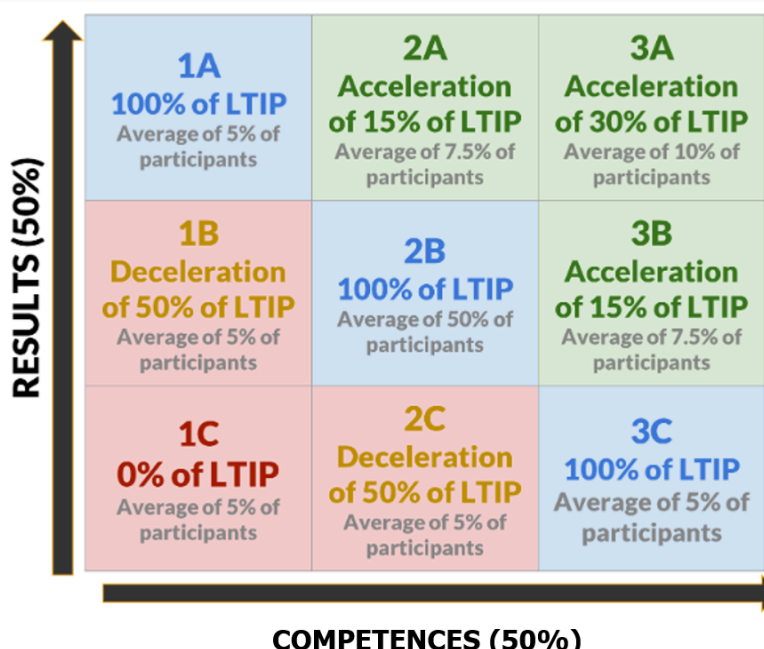 RESULTS (50%)
1A
100% of LTIP
Average of 5% of
participants
2A
Acceleration
of 15% of LTIP
Average of 7.5% of
participants
3A
Acceleration
of 30% of LTIP
Average of 10% of
participants
1B
Deceleration
of 50% of LTIP
Average of 5% of
participants
2B
100% of LTIP
Average of 50% of
participants
3B
Acceleration
of 15% of LTIP
Average of 7.5% of
participants
1C
0% of LTIP
Average of 5% of
participants
2C
Deceleration
of 50% of LTIP
Average of 5% of
participants
3C
100% of LTIP
Average of 5% of
participants
COMPETENCES (50%)